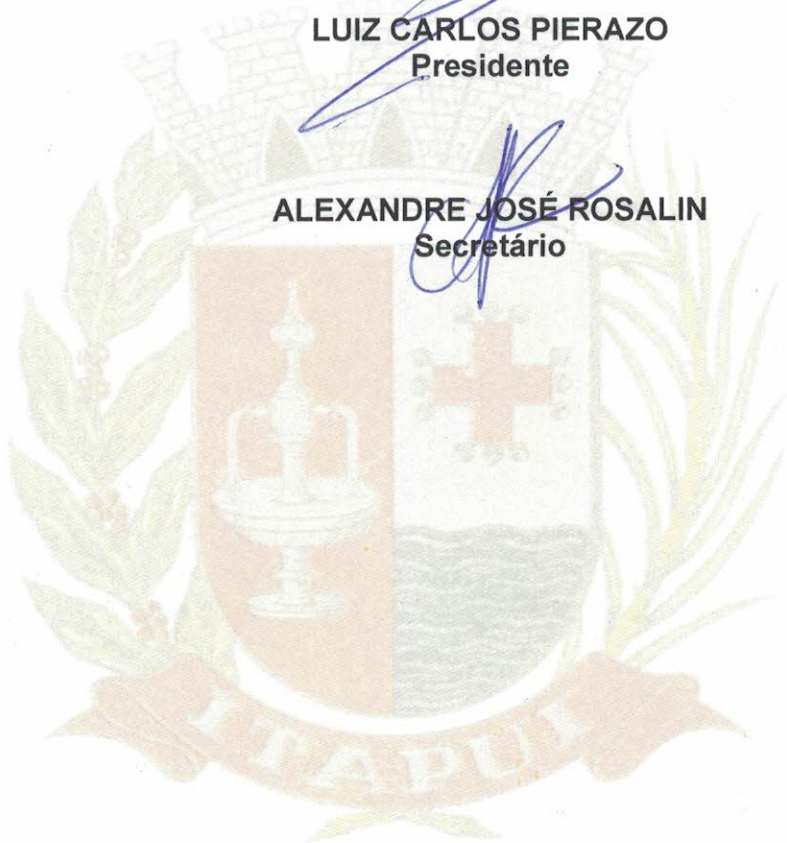 LUIZ CARLOS PIERAZO
Presidente
ALEXANDRE JOSÉ ROSALIN
Secretário
ITAPUI